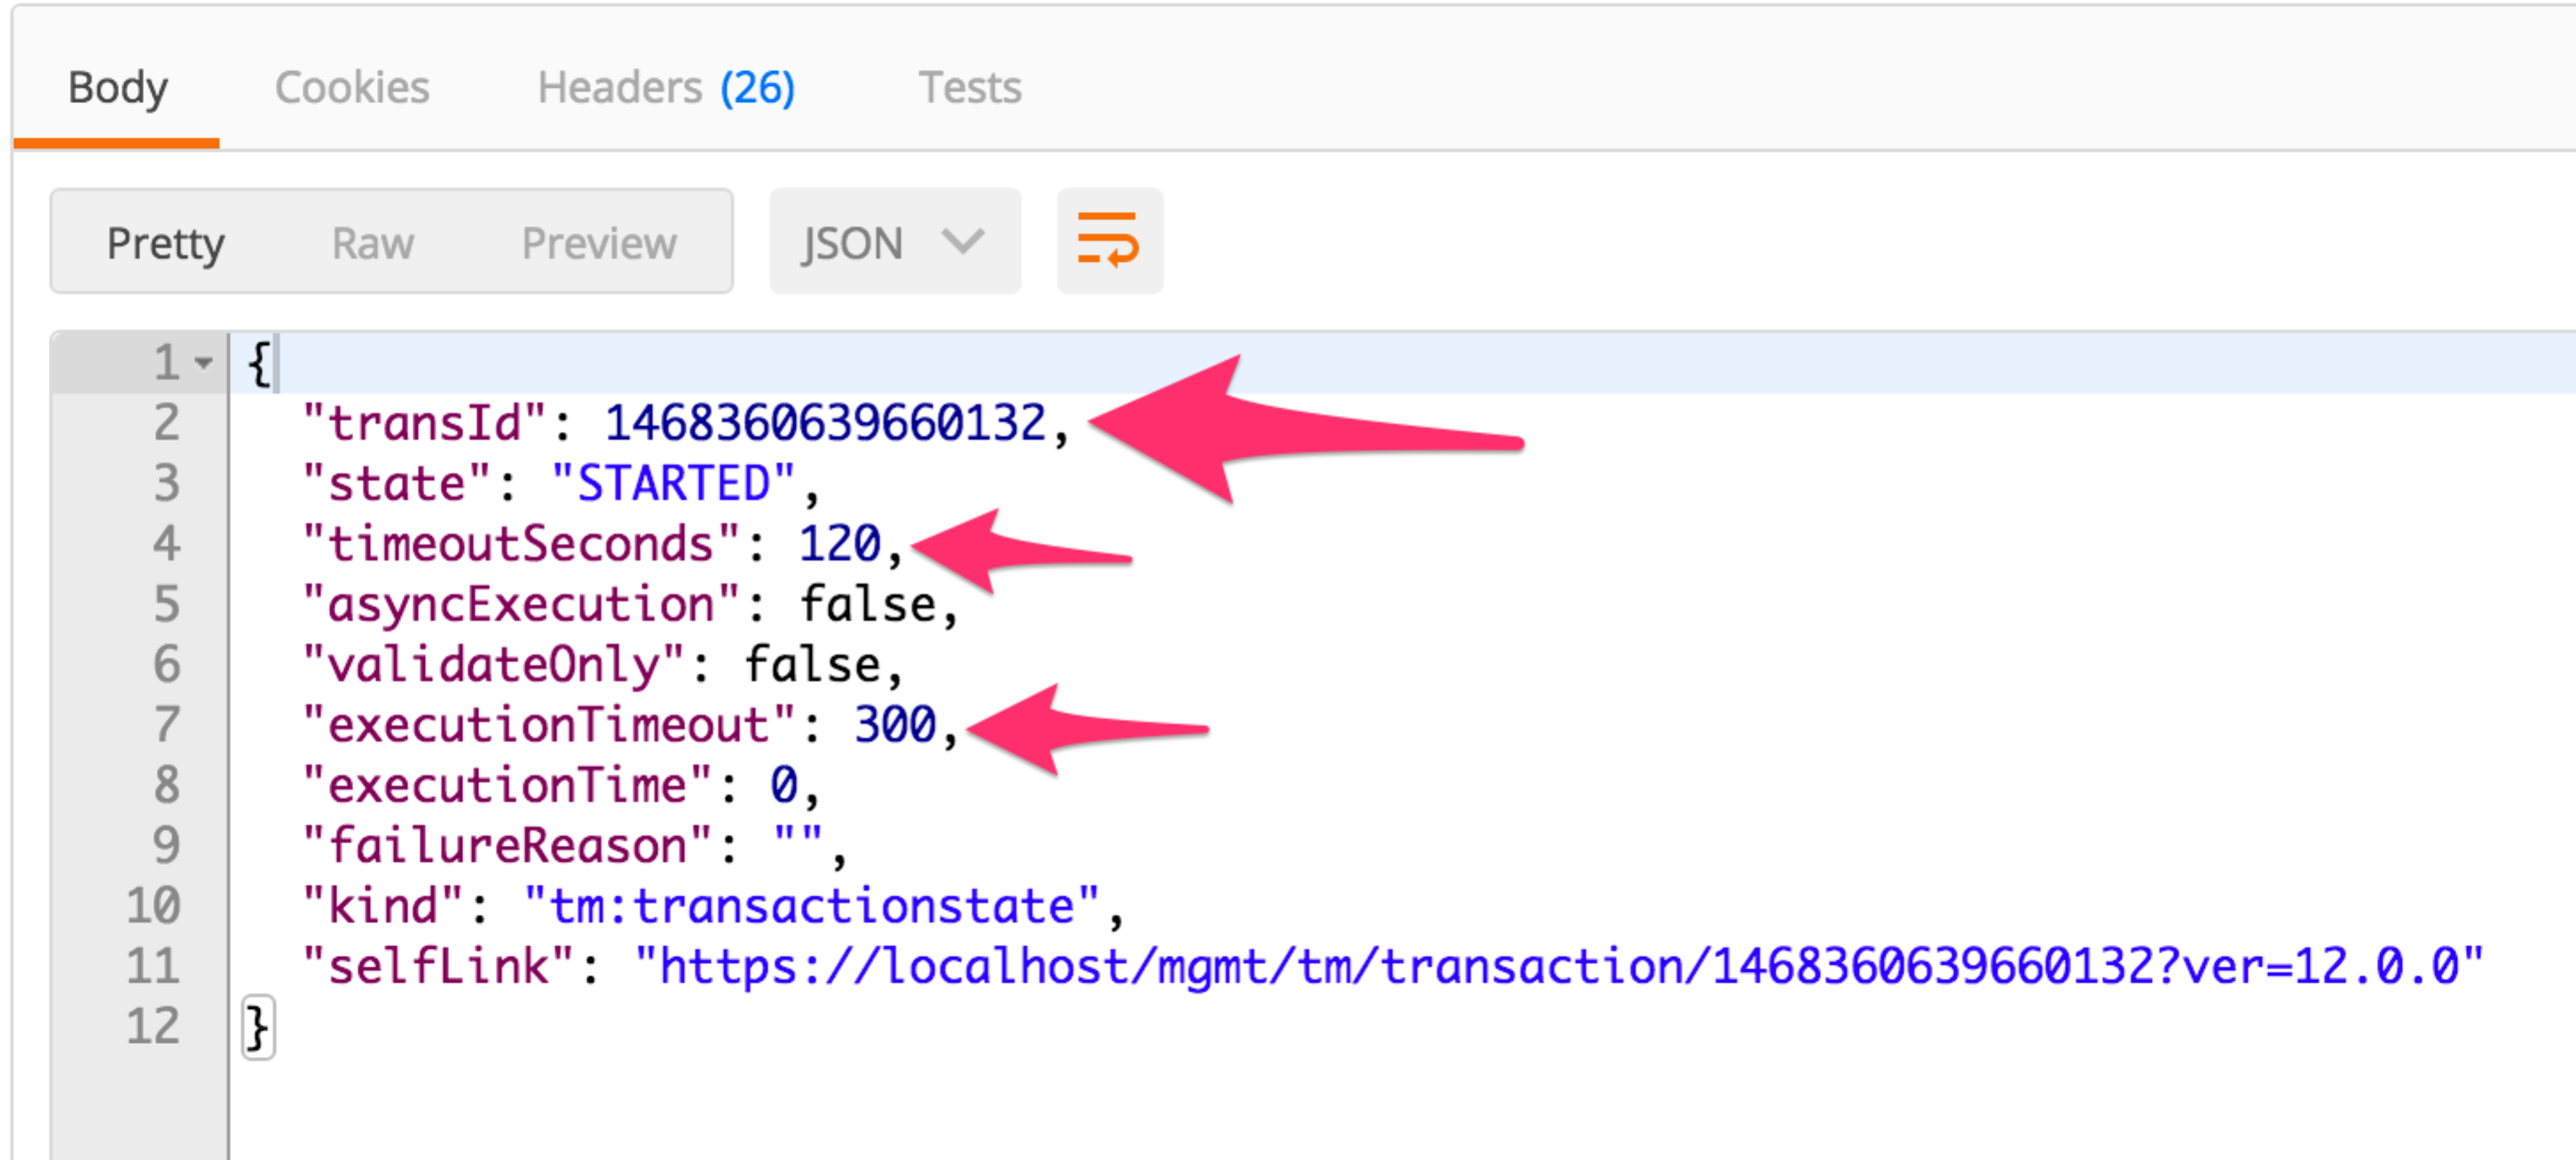 Body Cookies Headers (26) Tests
Pretty Raw Preview JSON
1 {
2 "transId": 1468360639660132,
3 "state": "STARTED",
4 "timeoutSeconds": 120,
5 "asyncExecution": false,
6 "validateOnly": false,
7 "executionTimeout": 300,
8 "executionTime": 0,
9 "failureReason": "",
10 "kind": "tm:transactionstate",
11 "selfLink": "https://localhost/mgmt/tm/transaction/1468360639660132?ver=12.0.0"
12 }